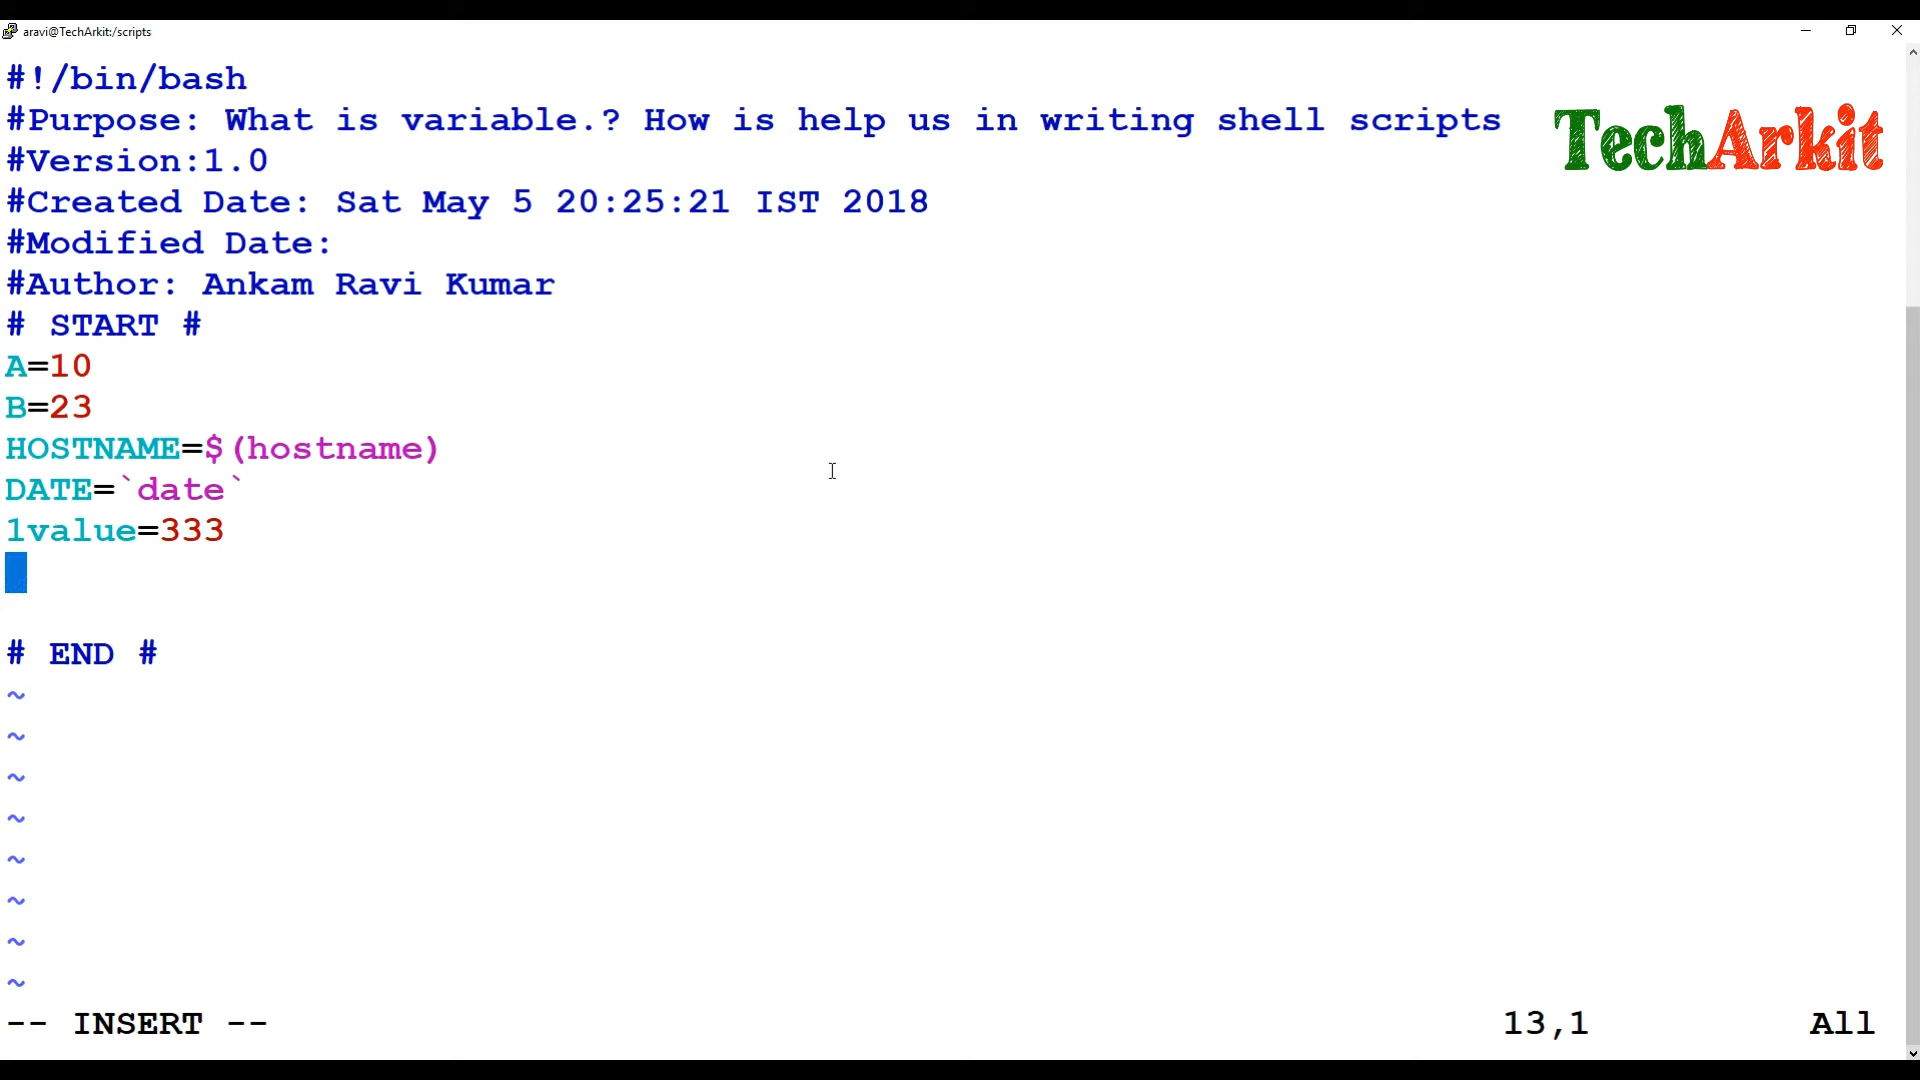 aravi@TechArkit:/scripts
#!/bin/bash
#Purpose: What is variable.? How is help us in writing shell scripts
TechArkit
#Version:1.0
#Created Date: Sat May 5 20:25:21 IST 2018
#Modified Date:
#Author: Ankam Ravi Kumar
# START #
A=10
B=23
HOSTNAME=$(hostname)
DATE=`date`
1value=333
# END #
~
~
~
~
~
~
~
~
-- INSERT -- 13,1 All